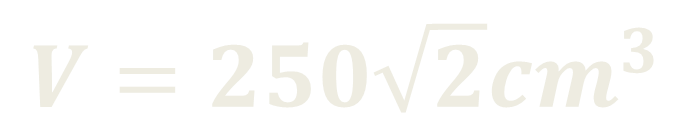 V = 250√2cm³